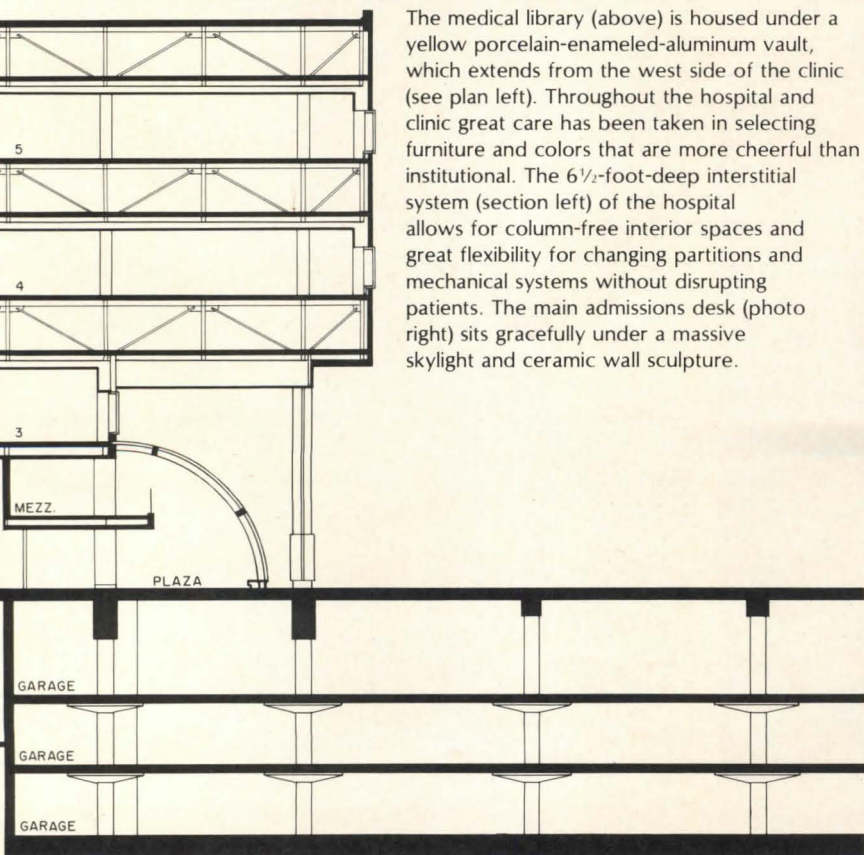 The medical library (above) is housed under a
yellow porcelain-enameled-aluminum vault,
which extends from the west side of the clinic
(see plan left). Throughout the hospital and
clinic great care has been taken in selecting
furniture and colors that are more cheerful than
institutional. The 6½-foot-deep interstitial
system (section left) of the hospital
allows for column-free interior spaces and
great flexibility for changing partitions and
mechanical systems without disrupting
patients. The main admissions desk (photo
right) sits gracefully under a massive
skylight and ceramic wall sculpture.
5
4
3
MEZZ.
PLAZA
GARAGE
GARAGE
GARAGE